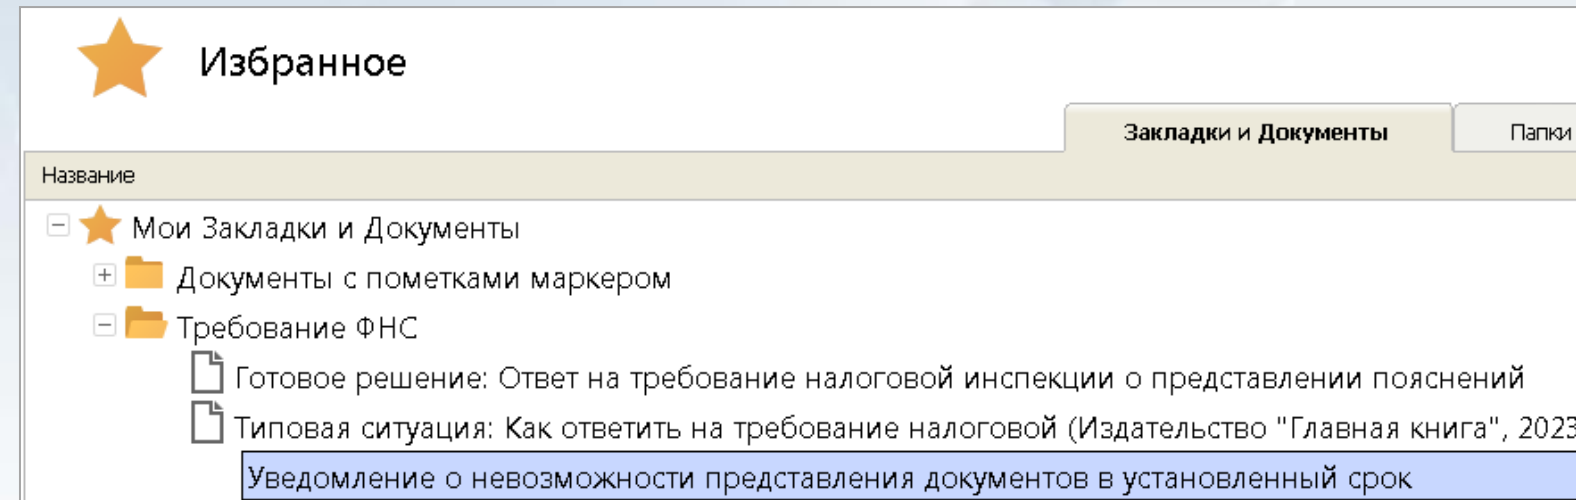 Избранное
Закладки и Документы
Папки
Название
Мои Закладки и Документы
Документы с пометками маркером
Требование ФНС
Готовое решение: Ответ на требование налоговой инспекции о представлении пояснений
Типовая ситуация: Как ответить на требование налоговой (Издательство "Главная книга", 2023
Уведомление о невозможности представления документов в установленный срок